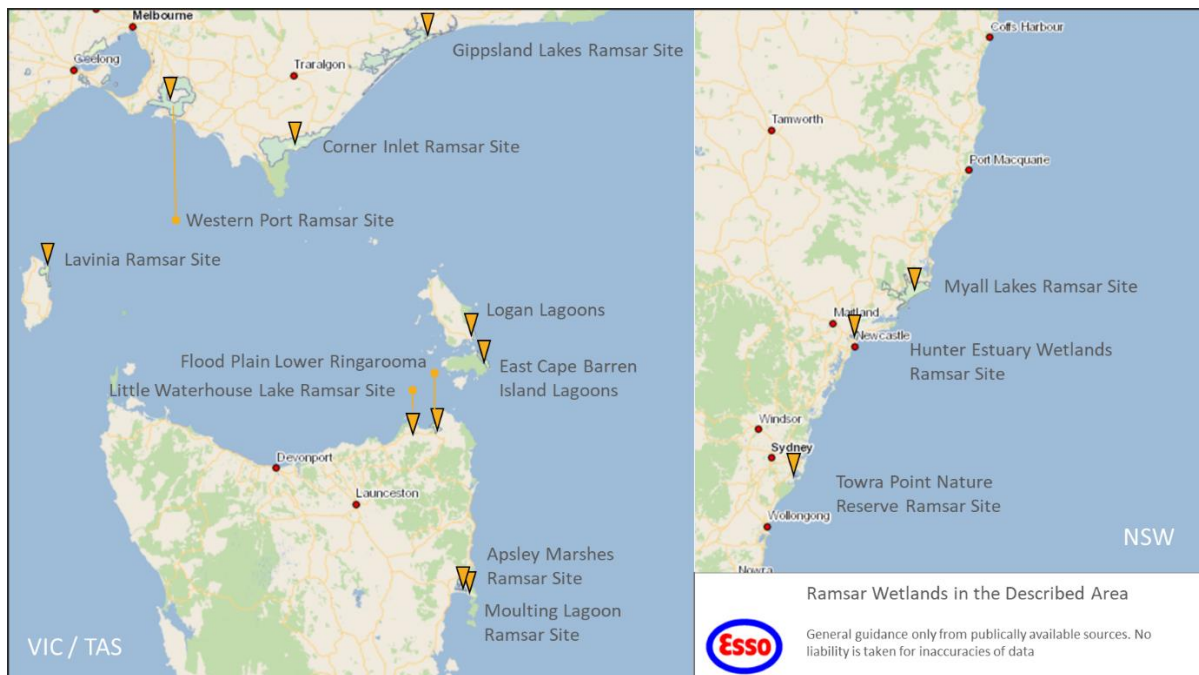 Melbourne
Geelong
Traralgon
Gippsland Lakes Ramsar Site
Corner Inlet Ramsar Site
Western Port Ramsar Site
Lavinia Ramsar Site
Logan Lagoons
Flood Plain Lower Ringarooma
East Cape Barren
Island Lagoons
Little Waterhouse Lake Ramsar Site
Devonport
Launceston
Apsley Marshes
Ramsar Site
Moulting Lagoon
Ramsar Site
VIC / TAS
Coffs Harbour
Tamworth
Port Macquarie
Myall Lakes Ramsar Site
Maitland
Newcastle
Hunter Estuary Wetlands
Ramsar Site
Windsor
Sydney
Towra Point Nature
Reserve Ramsar Site
Wollongong
Nowra
NSW
Ramsar Wetlands in the Described Area
Esso
General guidance only from publically available sources. No
liability is taken for inaccuracies of data